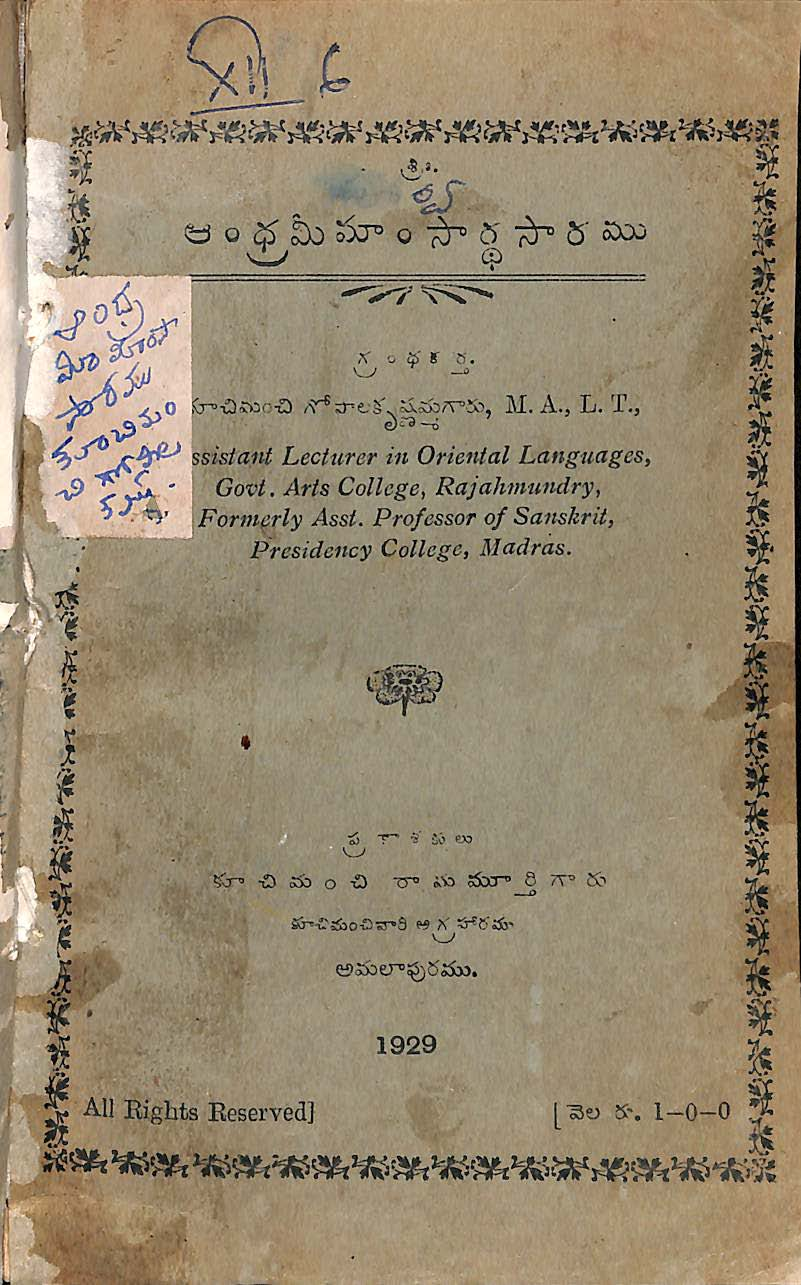 XII 6
శ్రీః.
ఆంధ్రమీమాంసార్థసారము
గ్రంథకర్త.
కూచిమంచి గోపాలకృష్ణమ్మగారు, M. A., L. T.,
ssistant Lecturer in Oriental Languages,
Govt. Arts College, Rajahmundry,
Formerly Asst. Professor of Sanskrit,
Presidency College, Madras.
ఆంధ్ర
మీమాంసా
సారము
కూచిమం
చి గోపాల
ప్రకాశకులు
కూచిమంచి రామమూర్తిగారు
కూచిమంచివారి అగ్రహారము
అమలాపురము.
1929
All Rights Reserved]
[వెల రూ. 1–0–0